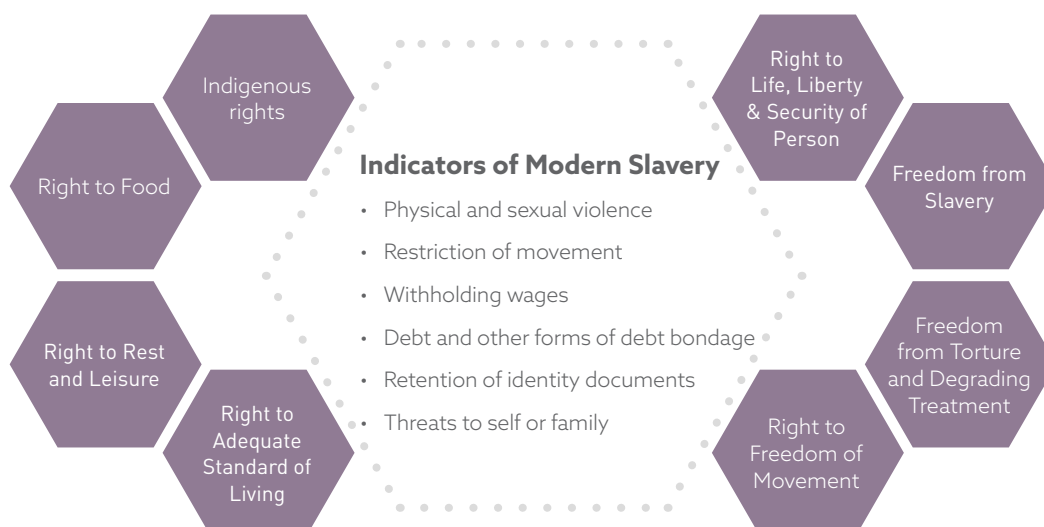 Indigenous
rights
Right to Food
Right to Rest
and Leisure
Right to
Adequate
Standard of
Living
Indicators of Modern Slavery
• Physical and sexual violence
• Restriction of movement
• Withholding wages
• Debt and other forms of debt bondage
• Retention of identity documents
• Threats to self or family
Right to
Life, Liberty
& Security of
Person
Freedom from
Slavery
Freedom
from Torture
and Degrading
Treatment
Right to
Freedom of
Movement